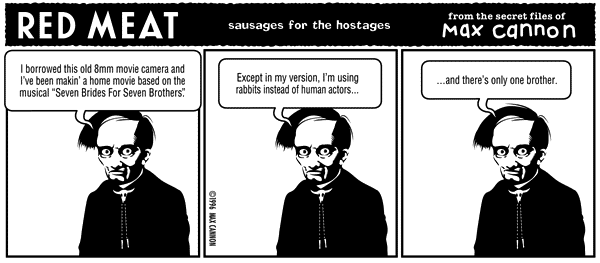 RED MEAT
sausages for the hostages
from the secret files of
Max cannon
I borrowed this old 8mm movie camera and
I've been makin' a home movie based on the
musical "Seven Brides For Seven Brothers."
Except in my version, I'm using
rabbits instead of human actors...
...and there's only one brother.
©1996 MAX CANNON